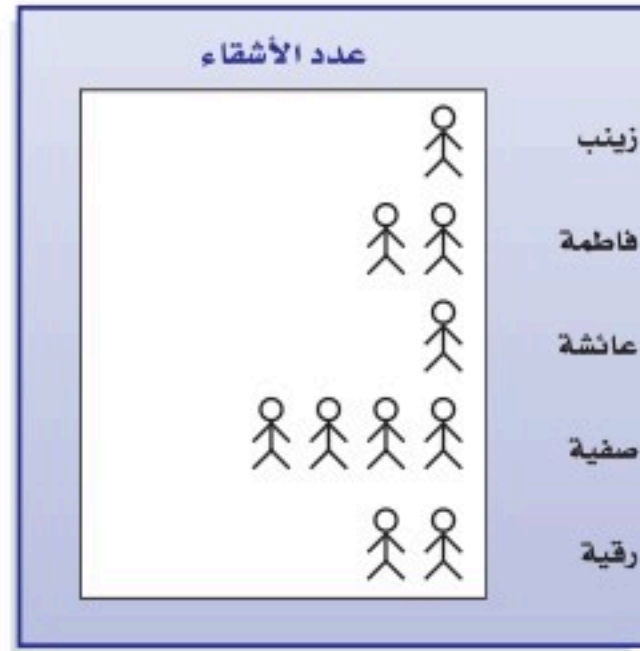 عدد الأشقاء
زينب
فاطمة
عائشة
صفية
رقية